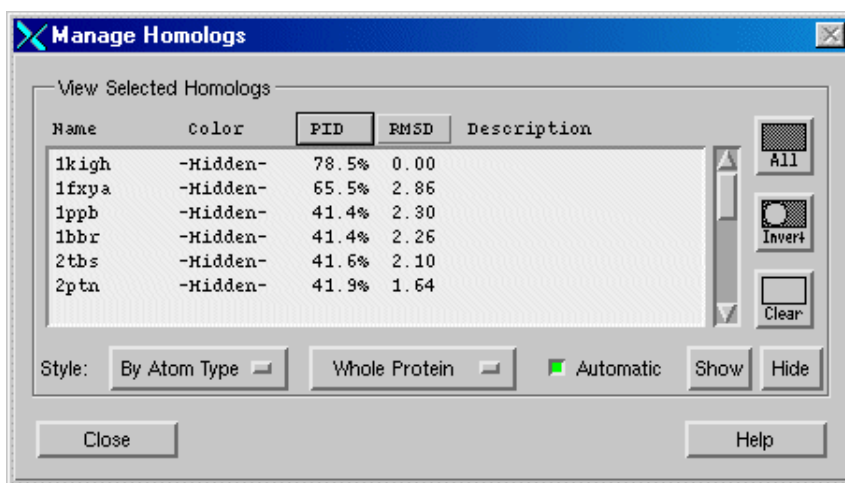 Manage Homologs
View Selected Homologs
Name Color PID RMSD Description
1kigh -Hidden- 78.5% 0.00
1fxya -Hidden- 65.5% 2.86
1ppb -Hidden- 41.4% 2.30
1bbr -Hidden- 41.4% 2.26
2tbs -Hidden- 41.6% 2.10
2ptn -Hidden- 41.9% 1.64
All
Invert
Clear
Style: By Atom Type Whole Protein Automatic Show Hide
Close Help